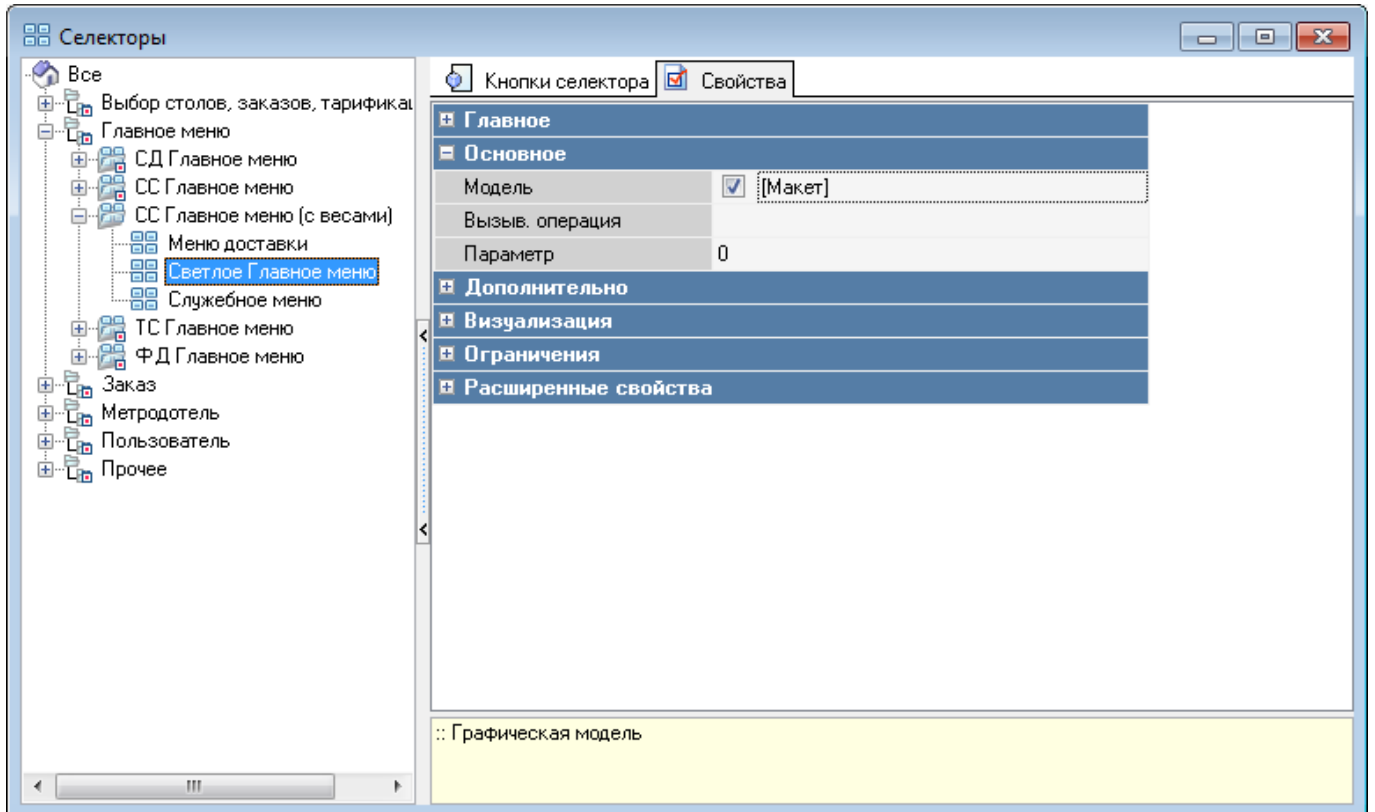 Селекторы
Все
Выбор столов, заказов, тарификац
Главное меню
СД Главное меню
СС Главное меню
СС Главное меню (с весами)
Меню доставки
Светлое Главное меню
Служебное меню
ТС Главное меню
ФД Главное меню
Заказ
Метродотель
Пользователь
Прочее
Кнопки селектора
Свойства
Главное
Основное
Модель [Макет]
Вызыв. операция
Параметр 0
Дополнительно
Визуализация
Ограничения
Расширенные свойства
:: Графическая модель